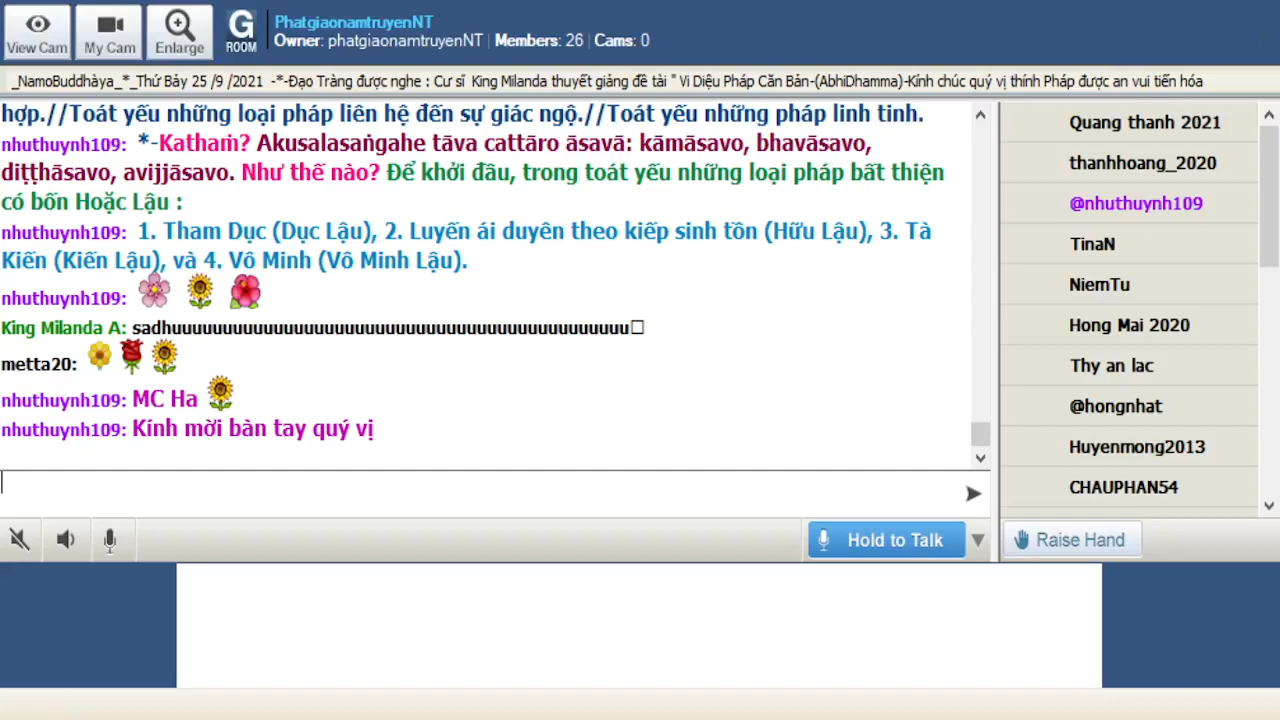 View Cam
My Cam
Enlarge
G
ROOM
PhatgiaonamtruyenNT
Owner: phatgiaonamtruyenNT | Members: 26 | Cams: 0
_NamoBuddhàya_*_Thứ Bảy 25 /9 /2021 -*-Đạo Tràng được nghe : Cư sĩ King Milanda thuyết giảng đề tài " Vi Diệu Pháp Căn Bản-(AbhiDhamma)-Kính chúc quý vị thính Pháp được an vui tiến hóa
hợp.//Toát yếu những loại pháp liên hệ đến sự giác ngộ.//Toát yếu những pháp linh tinh.
nhuthuynh109: *-Kathaṁ? Akusalasaṅgahe tāva cattāro āsavā: kāmāsavo, bhavāsavo,
diṭṭhāsavo, avijjāsavo. Như thế nào? Để khởi đầu, trong toát yếu những loại pháp bất thiện
có bốn Hoặc Lậu :
nhuthuynh109: 1. Tham Dục (Dục Lậu), 2. Luyến ái duyên theo kiếp sinh tồn (Hữu Lậu), 3. Tà
Kiến (Kiến Lậu), và 4. Vô Minh (Vô Minh Lậu).
nhuthuynh109:
King Milanda A: sadhuuuuuuuuuuuuuuuuuuuuuuuuuuuuuuuuuuuuuuuuuuu
metta20:
nhuthuynh109: MC Ha
nhuthuynh109: Kính mời bàn tay quý vị
Hold to Talk
Quang thanh 2021
thanhhoang_2020
@nhuthuynh109
TinaN
NiemTu
Hong Mai 2020
Thy an lac
@hongnhat
Huyenmong2013
CHAUPHAN54
Raise Hand